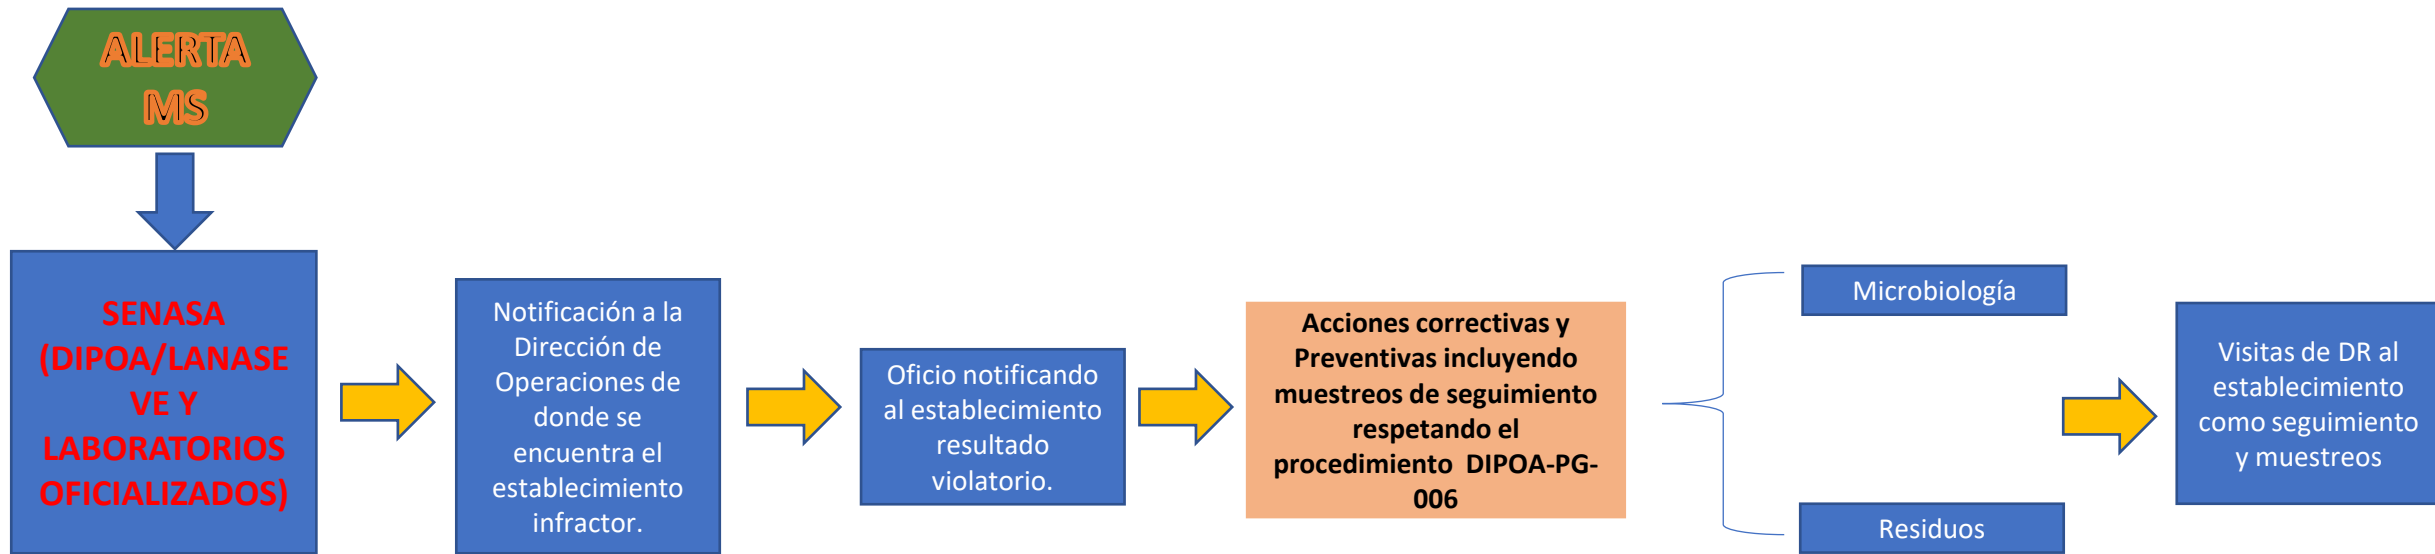 ALERTA
MS
SENASA
(DIPOA/LANASE
VE Y
LABORATORIOS
OFICIALIZADOS)
Notificación a la
Dirección de
Operaciones de
donde se
encuentra el
establecimiento
infractor.
Oficio notificando
al establecimiento
resultado
violatorio.
Acciones correctivas y
Preventivas incluyendo
muestreos de seguimiento
respetando el
procedimiento DIPOA-PG-
006
Microbiología
Residuos
Visitas de DR al
establecimiento
como seguimiento
y muestreos